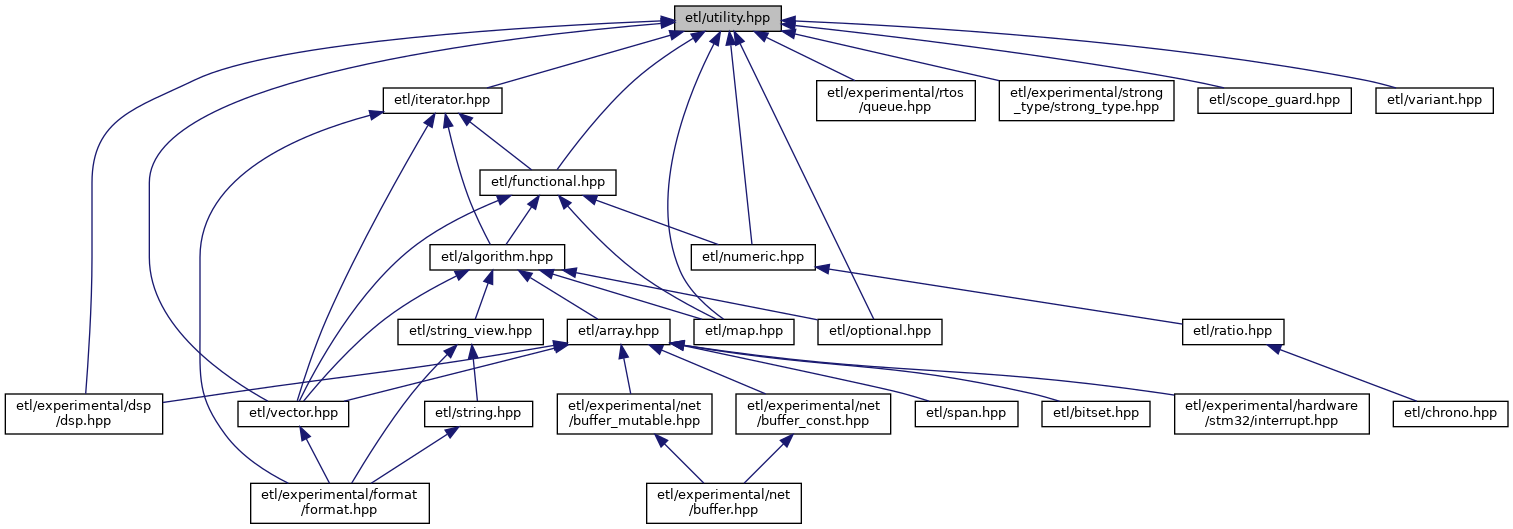 etl/utility.hpp
etl/iterator.hpp
etl/experimental/rtos
/queue.hpp
etl/experimental/strong
_type/strong_type.hpp
etl/scope_guard.hpp
etl/variant.hpp
etl/functional.hpp
etl/algorithm.hpp
etl/numeric.hpp
etl/string_view.hpp
etl/array.hpp
etl/map.hpp
etl/optional.hpp
etl/ratio.hpp
etl/experimental/dsp
/dsp.hpp
etl/vector.hpp
etl/string.hpp
etl/experimental/net
/buffer_mutable.hpp
etl/experimental/net
/buffer_const.hpp
etl/span.hpp
etl/bitset.hpp
etl/experimental/hardware
/stm32/interrupt.hpp
etl/chrono.hpp
etl/experimental/format
/format.hpp
etl/experimental/net
/buffer.hpp